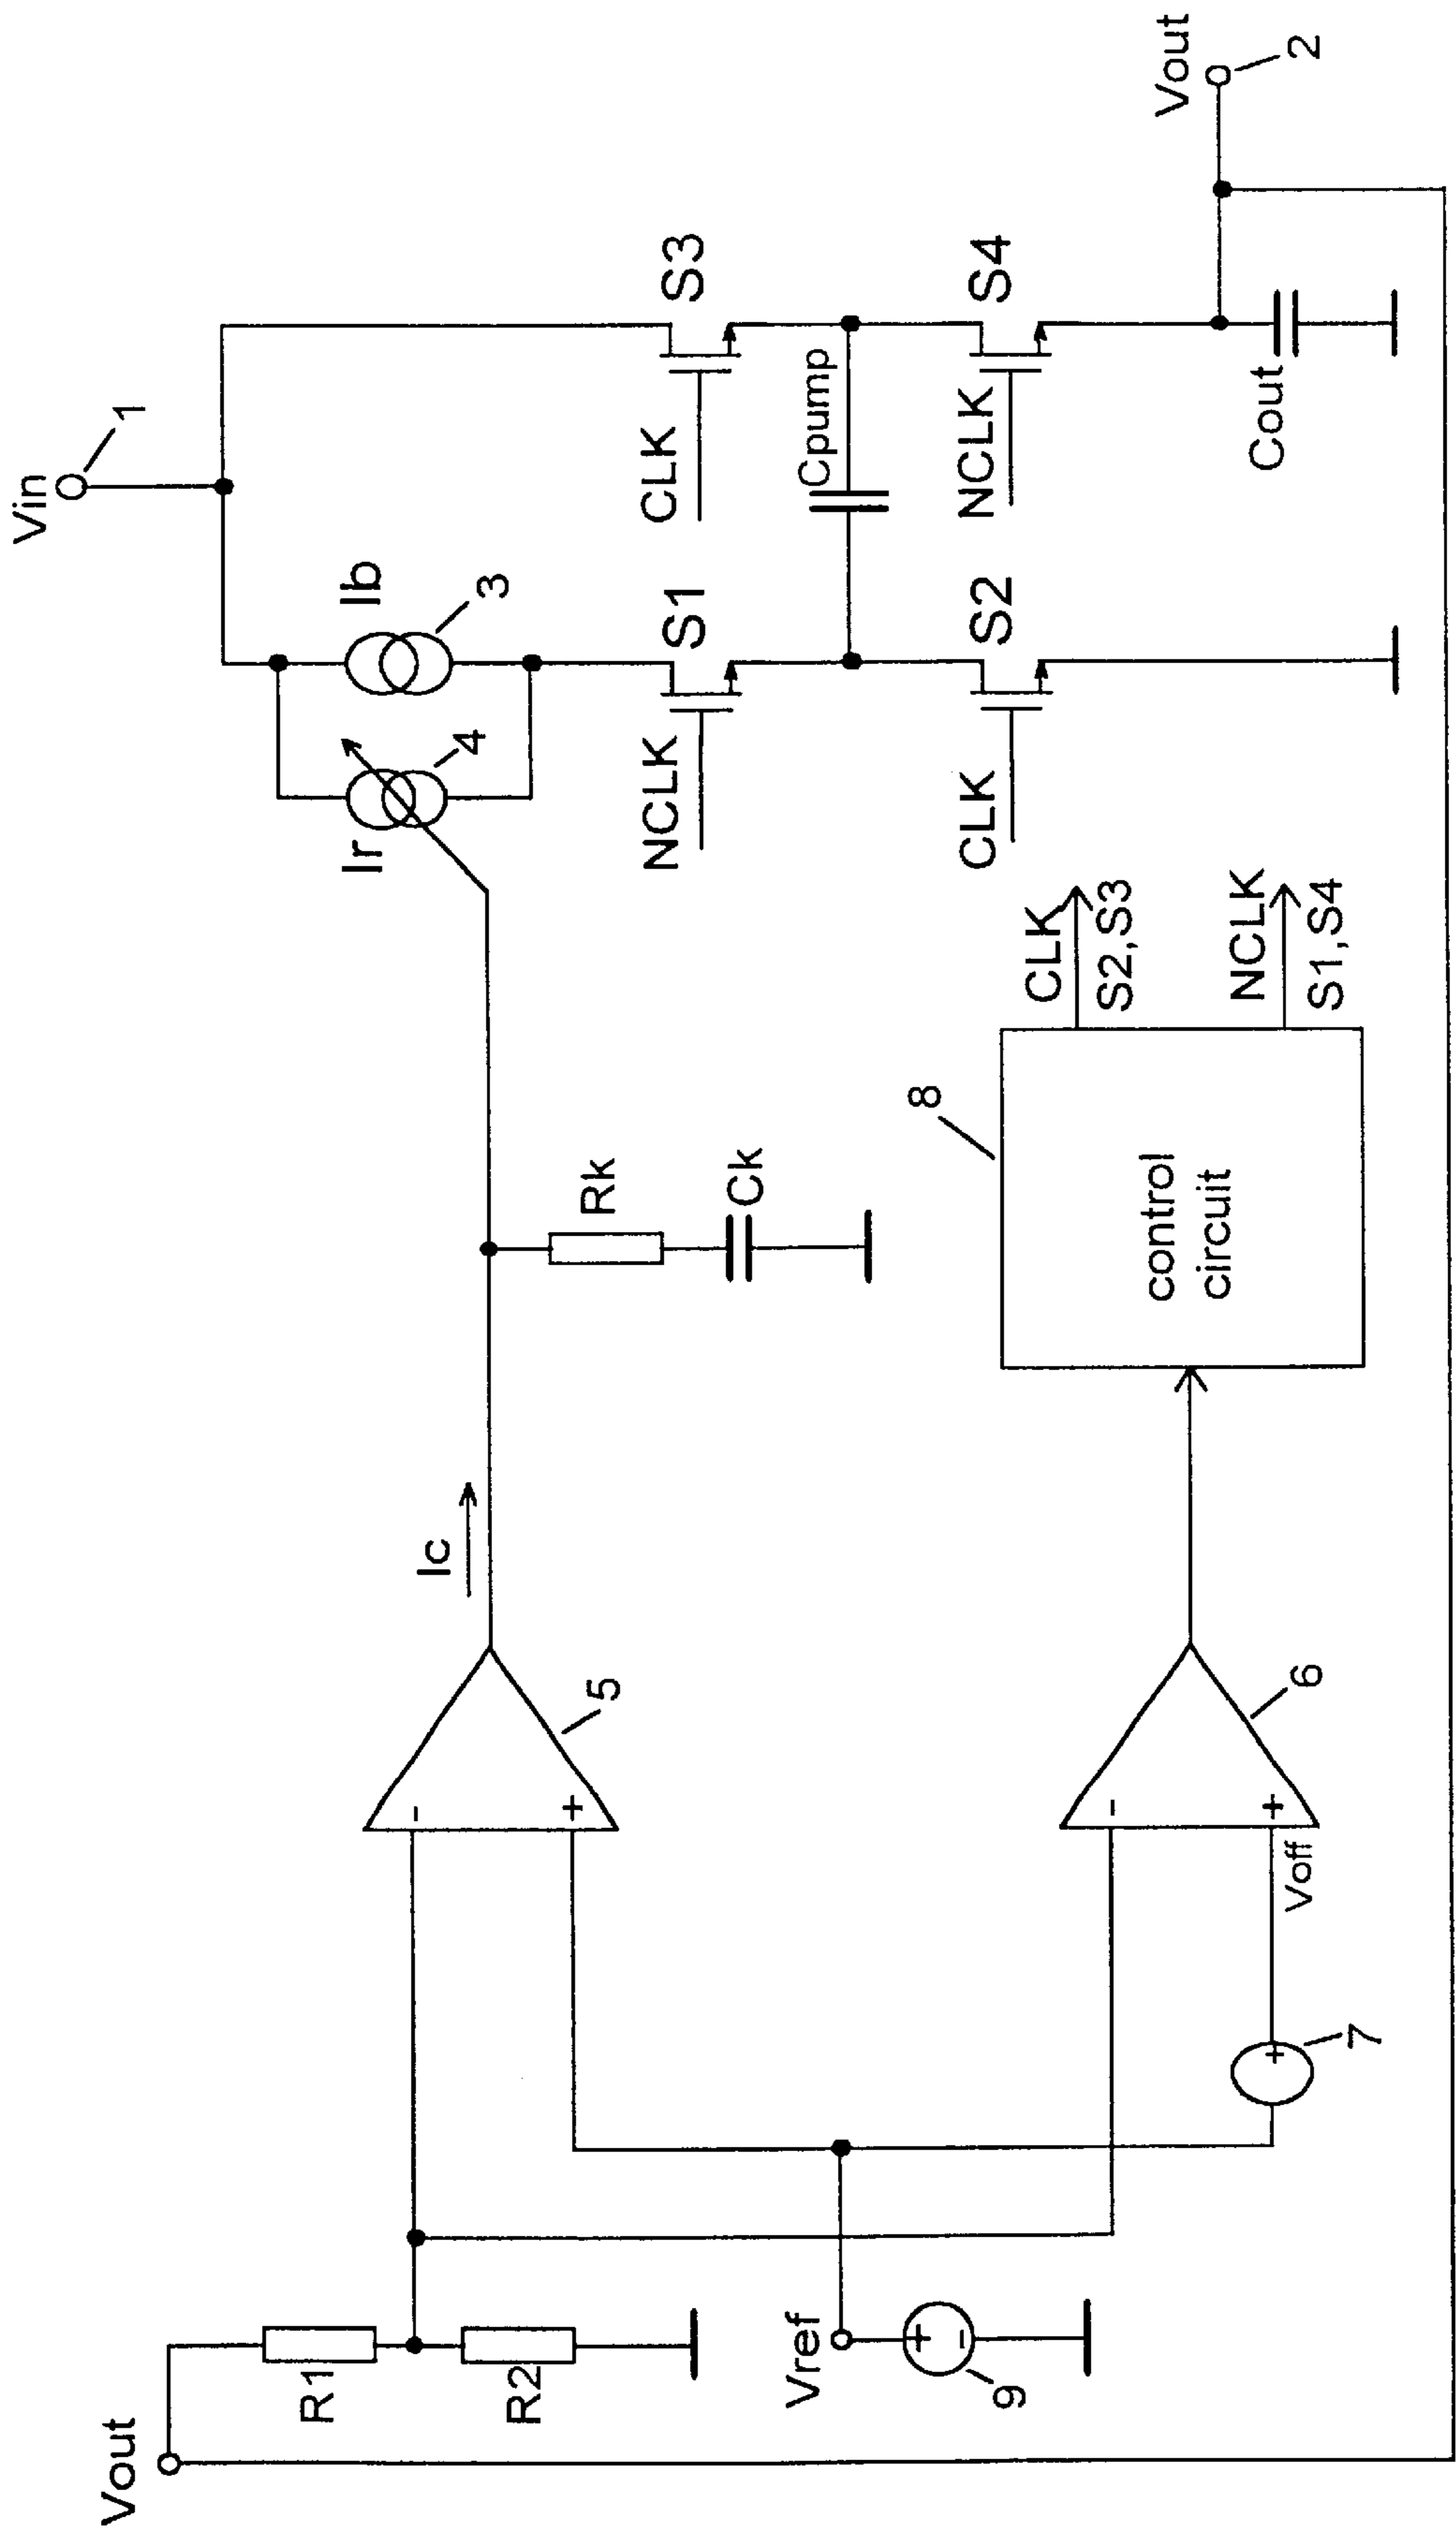 Vin
1
Ib
3
Ir
4
Ic
NCLK
S1
CLK
S3
Cpump
CLK
S2
NCLK
S4
Vout
2
Cout
Rk
Ck
8
control
circuit
CLK
S2,S3
NCLK
S1,S4
-
+
5
-
+
6
Voff
+
7
Vout
R1
R2
Vref
+
-
9